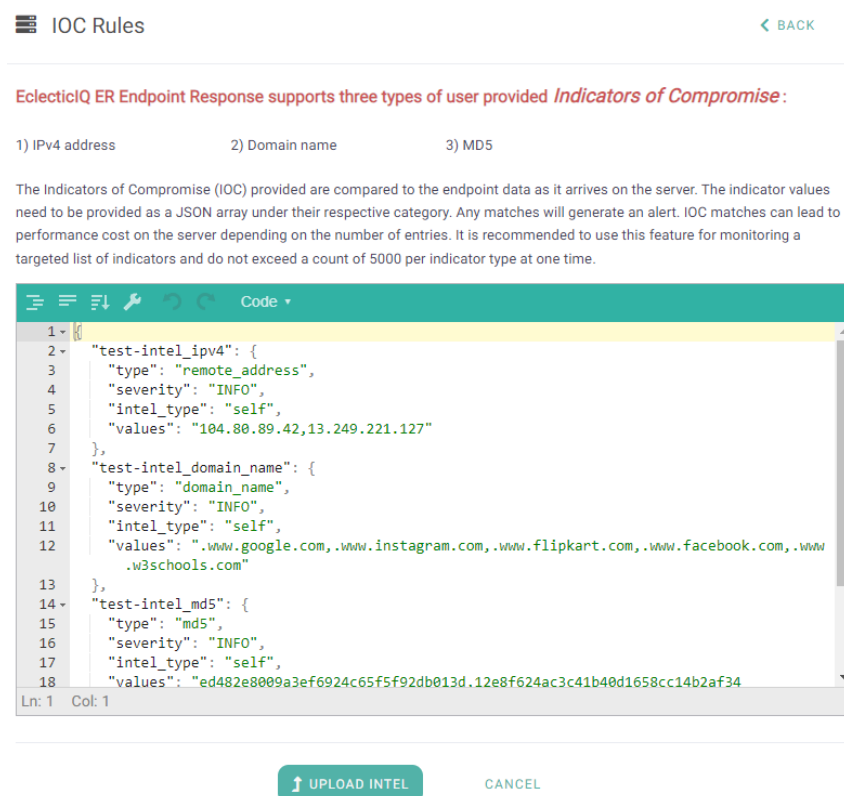 IOC Rules
BACK
EclecticIQ ER Endpoint Response supports three types of user provided Indicators of Compromise :
1) IPv4 address 2) Domain name 3) MD5
The Indicators of Compromise (IOC) provided are compared to the endpoint data as it arrives on the server. The indicator values
need to be provided as a JSON array under their respective category. Any matches will generate an alert. IOC matches can lead to
performance cost on the server depending on the number of entries. It is recommended to use this feature for monitoring a
targeted list of indicators and do not exceed a count of 5000 per indicator type at one time.
Code
1 {
2 "test-intel_ipv4": {
3 "type": "remote_address",
4 "severity": "INFO",
5 "intel_type": "self",
6 "values": "104.80.89.42,13.249.221.127"
7 },
8 "test-intel_domain_name": {
9 "type": "domain_name",
10 "severity": "INFO",
11 "intel_type": "self",
12 "values": ".www.google.com,.www.instagram.com,.www.flipkart.com,.www.facebook.com,.www
.w3schools.com"
13 },
14 "test-intel_md5": {
15 "type": "md5",
16 "severity": "INFO",
17 "intel_type": "self",
18 "values": "ed482e8009a3ef6924c65f5f92db013d,12e8f624ac3c41b40d1658cc14b2af34
Ln: 1 Col: 1
UPLOAD INTEL
CANCEL